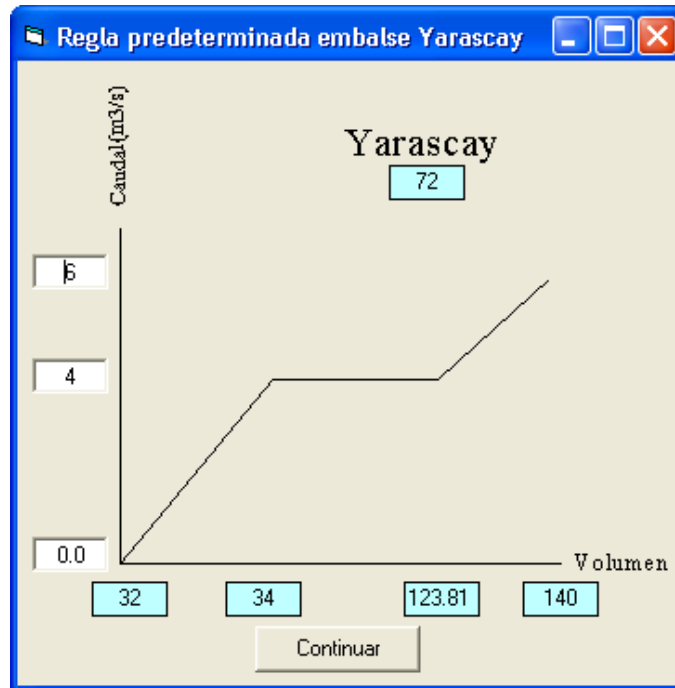 Regla predeterminada embalse Yarascay
Caudal(m3/s)
Yarascay
72
6
4
0.0
Volumen
32
34
123.81
140
Continuar